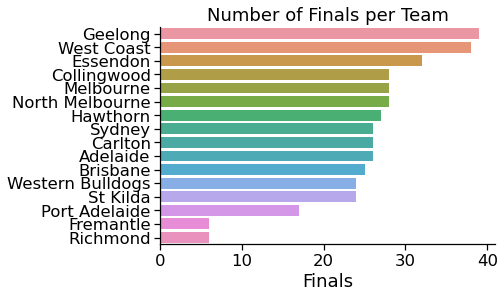 Number of Finals per Team
Geelong
West Coast
Essendon
Collingwood
Melbourne
North Melbourne
Hawthorn
Sydney
Carlton
Adelaide
Brisbane
Western Bulldogs
St Kilda
Port Adelaide
Fremantle
Richmond
0 10 20 30 40
Finals